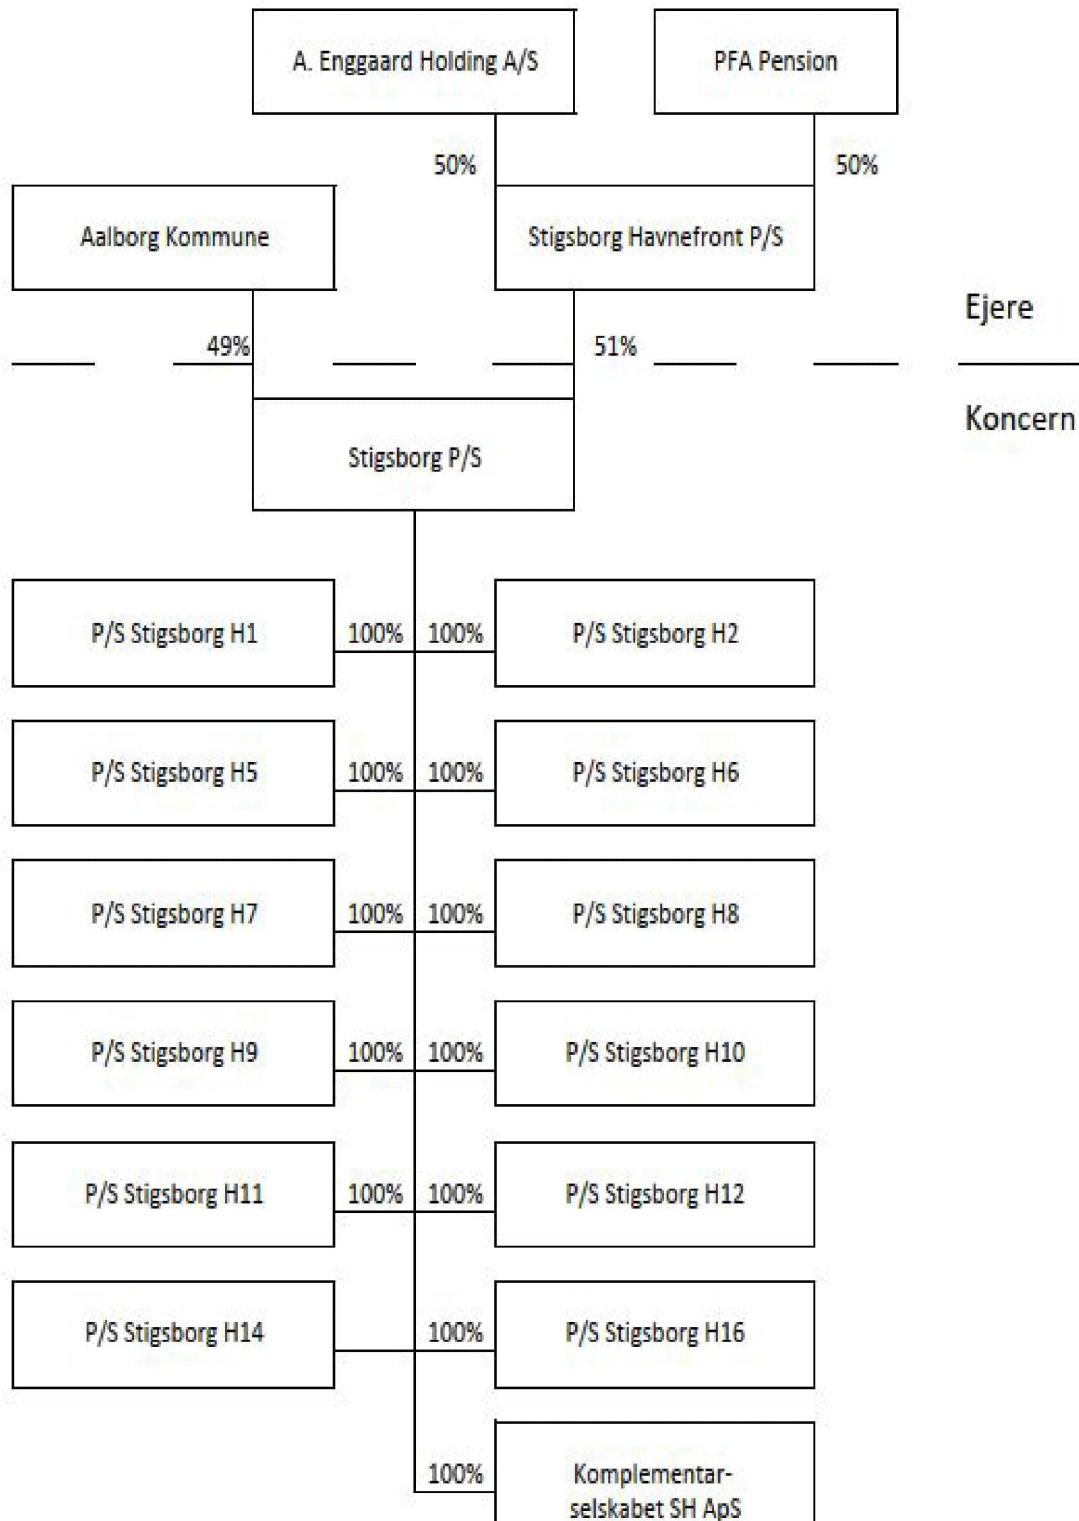 A. Enggaard Holding A/S
PFA Pension
50%
50%
Aalborg Kommune
Stigsborg Havnefront P/S
Ejere
49%
51%
Koncern
Stigsborg P/S
P/S Stigsborg H1
100%
100%
P/S Stigsborg H2
P/S Stigsborg H5
100%
100%
P/S Stigsborg H6
P/S Stigsborg H7
100%
100%
P/S Stigsborg H8
P/S Stigsborg H9
100%
100%
P/S Stigsborg H10
P/S Stigsborg H11
100%
100%
P/S Stigsborg H12
P/S Stigsborg H14
100%
P/S Stigsborg H16
100%
Komplementar-
selskabet SH ApS